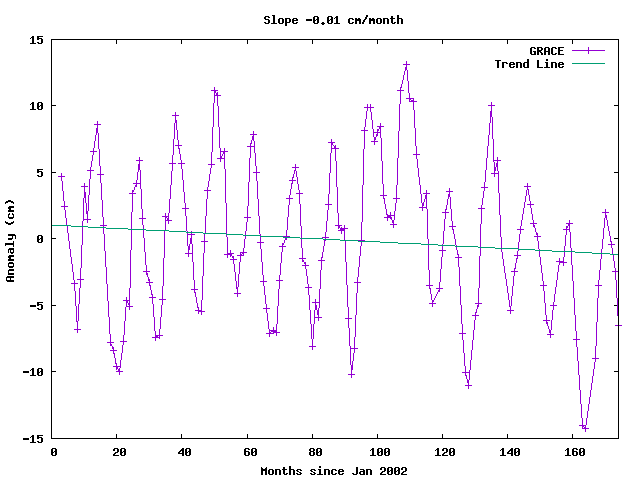 Slope -0.01 cm/month
GRACE
Trend Line
15
10
5
0
-5
-10
-15
Anomaly (cm)
0 20 40 60 80 100 120 140 160
Months since Jan 2002